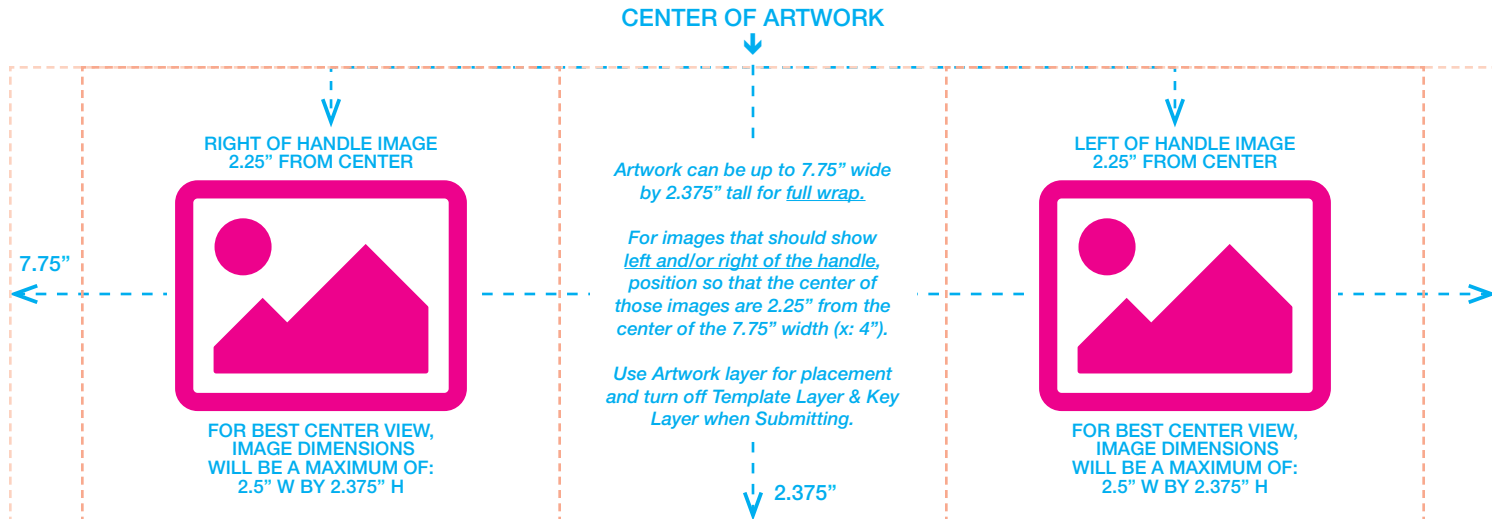 CENTER OF ARTWORK
RIGHT OF HANDLE IMAGE
2.25” FROM CENTER
LEFT OF HANDLE IMAGE
2.25” FROM CENTER
Artwork can be up to 7.75” wide
by 2.375” tall for full wrap.
For images that should show
left and/or right of the handle,
position so that the center of
those images are 2.25” from the
center of the 7.75” width (x: 4”).
Use Artwork layer for placement
and turn off Template Layer & Key
Layer when Submitting.
7.75”
FOR BEST CENTER VIEW,
IMAGE DIMENSIONS
WILL BE A MAXIMUM OF:
2.5” W BY 2.375” H
FOR BEST CENTER VIEW,
IMAGE DIMENSIONS
WILL BE A MAXIMUM OF:
2.5” W BY 2.375” H
2.375”